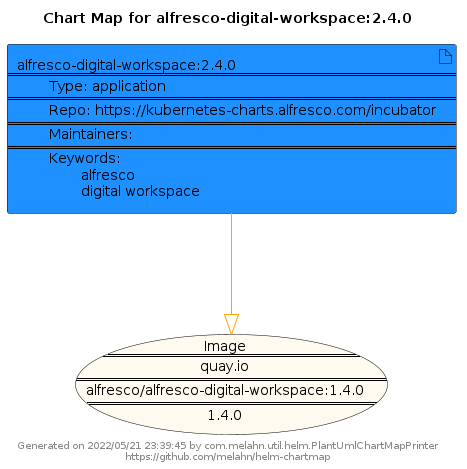 Chart Map for alfresco-digital-workspace:2.4.0
alfresco-digital-workspace:2.4.0
Type: application
Repo: https://kubernetes-charts.alfresco.com/incubator
Maintainers:
Keywords:
alfresco
digital workspace
Image
quay.io
alfresco/alfresco-digital-workspace:1.4.0
1.4.0
Generated on 2022/05/21 23:39:45 by com.melahn.util.helm.PlantUmlChartMapPrinter
https://github.com/melahn/helm-chartmap